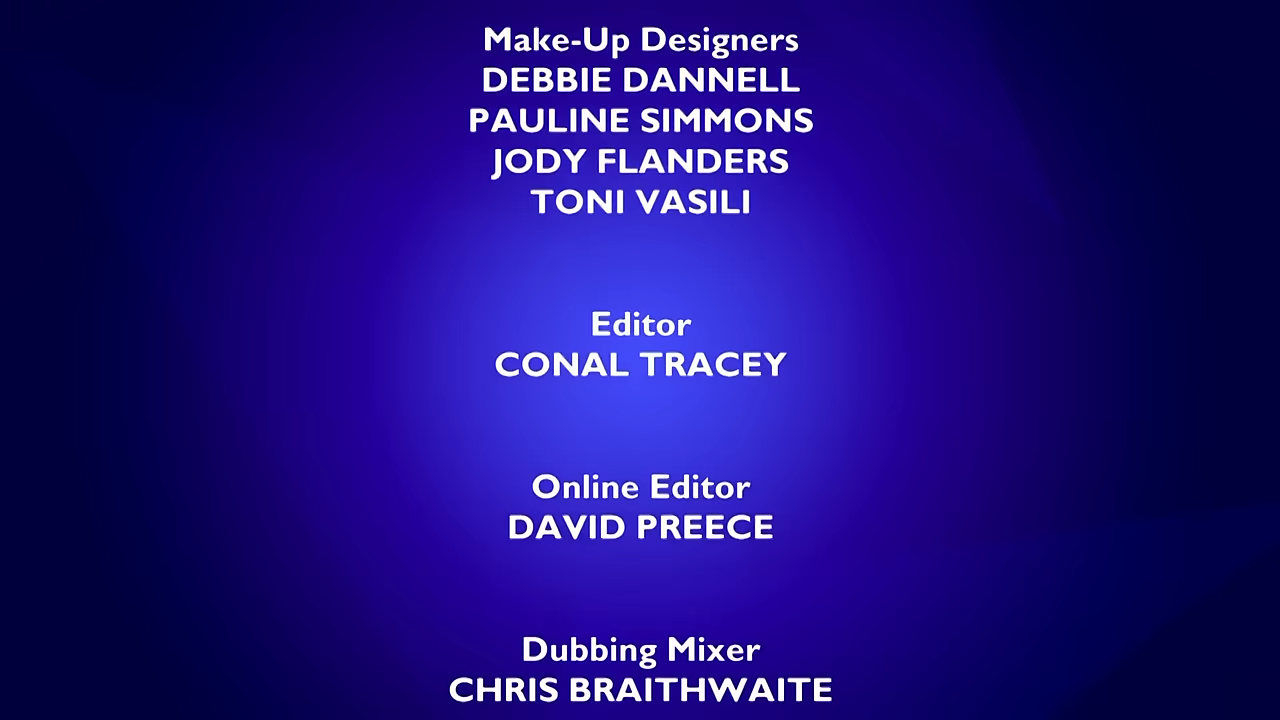 Make-Up Designers
DEBBIE DANNELL
PAULINE SIMMONS
JODY FLANDERS
TONI VASILI
Editor
CONAL TRACEY
Online Editor
DAVID PREECE
Dubbing Mixer
CHRIS BRAITHWAITE